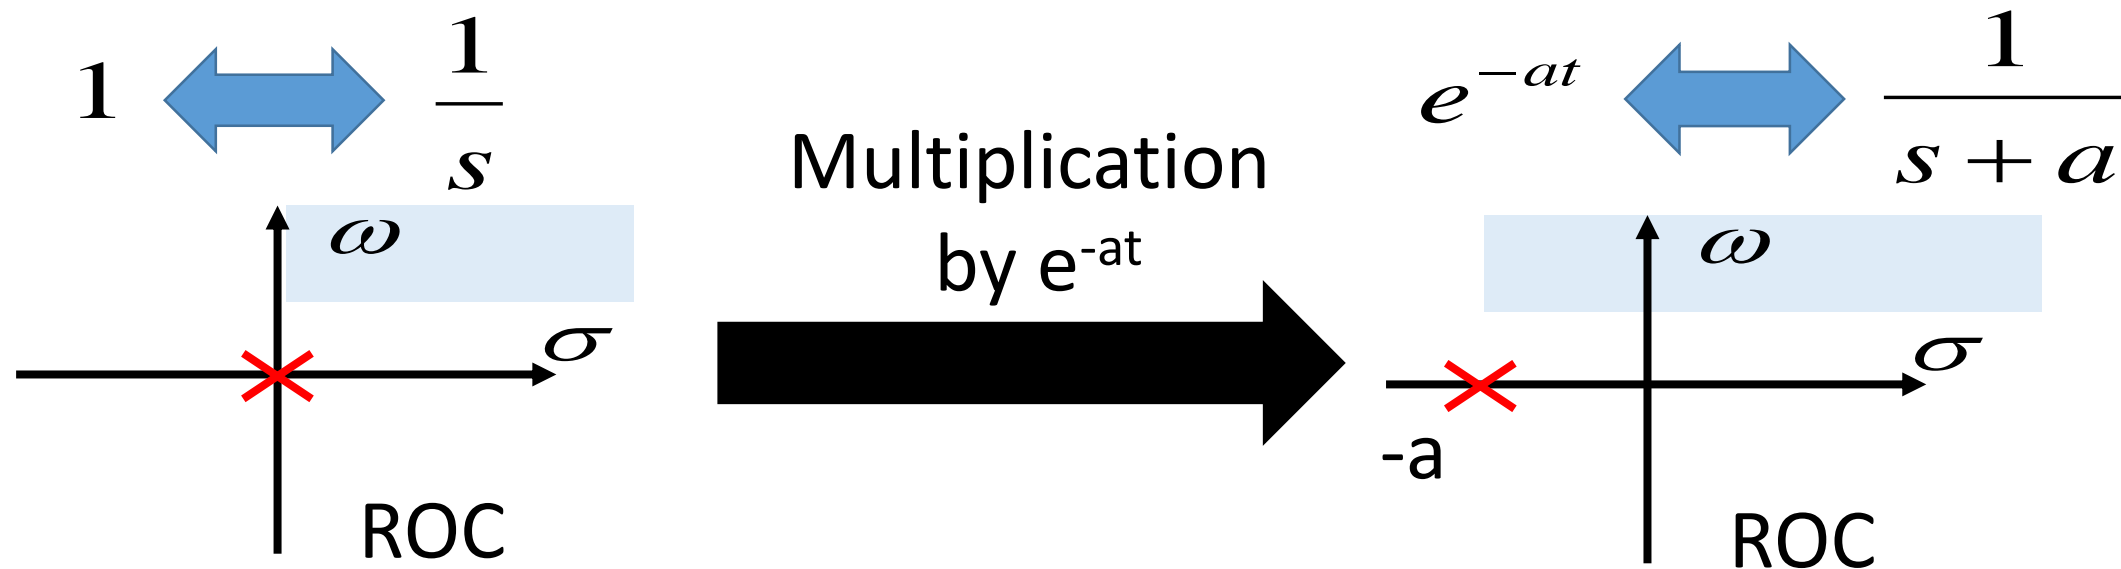 1 1/s
ω
σ
ROC
Multiplication
by e^-at
e^{-at} 1/(s + a)
ω
σ
-a
ROC